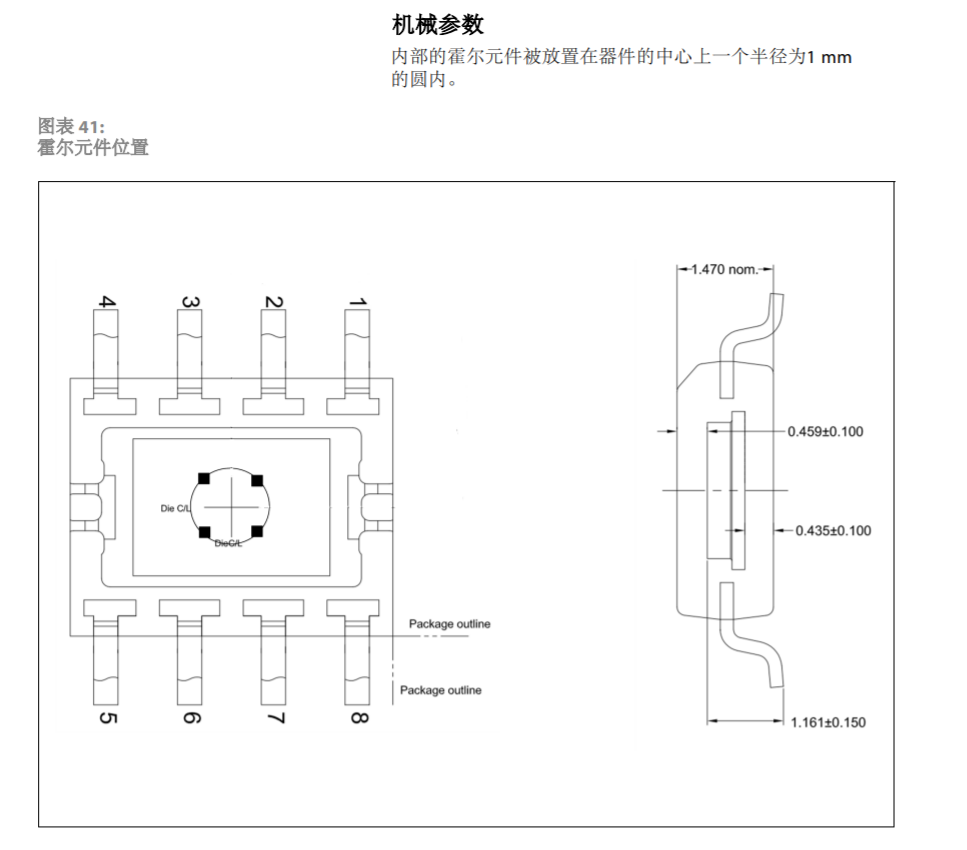 机械参数
内部的霍尔元件被放置在器件的中心上一个半径为1 mm
的圆内。
图表 41:
霍尔元件位置
4
3
2
1
Die C/L
DieC/L
Package outline
Package outline
5
6
7
8
1.470 nom.
0.459±0.100
0.435±0.100
1.161±0.150